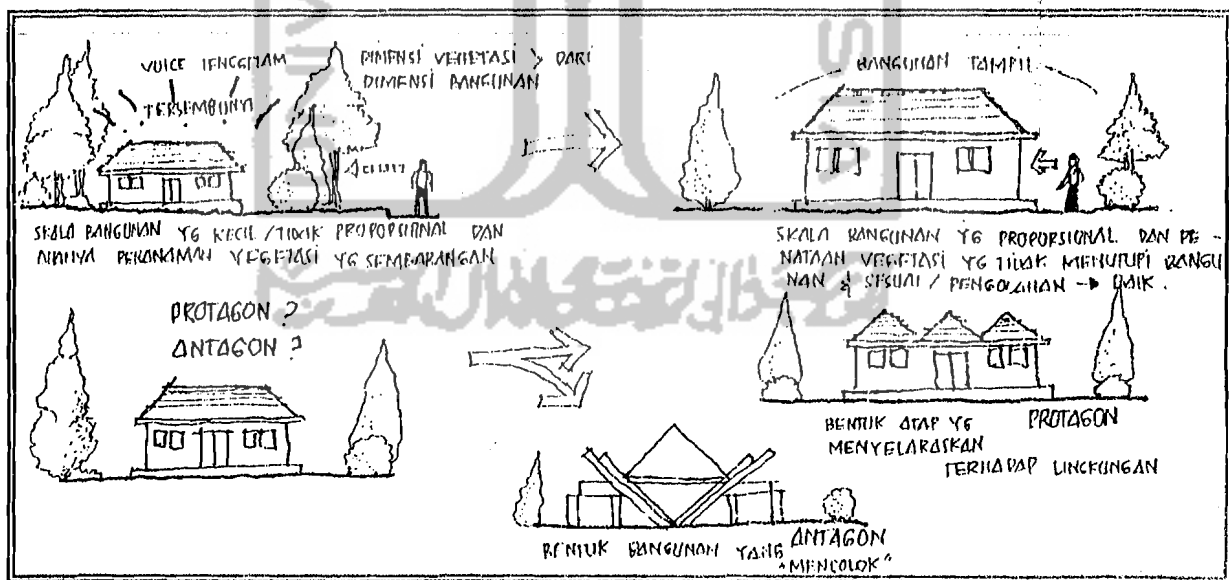 TERSEMBUNYI
DIMENSI VEGETASI > DARI
DIMENSI BANGUNAN
SKALA BANGUNAN YG KECIL / TIDAK PROPORSIONAL DAN
ADANYA PENANAMAN VEGETASI YG SEMBARANGAN
BANGUNAN TAMPIL
SKALA BANGUNAN YG PROPORSIONAL DAN PE-
NATAAN VEGETASI YG TIDAK MENUTUPI BANGU
NAN & SESUAI / PENGOLAHAN → BAIK.
PROTAGON ?
ANTAGON ?
BENTUK ATAP YG
MENYELARASKAN
TERHADAP LINGKUNGAN
PROTAGON
BENTUK BANGUNAN YANG
ANTAGON
"MENCOLOK"